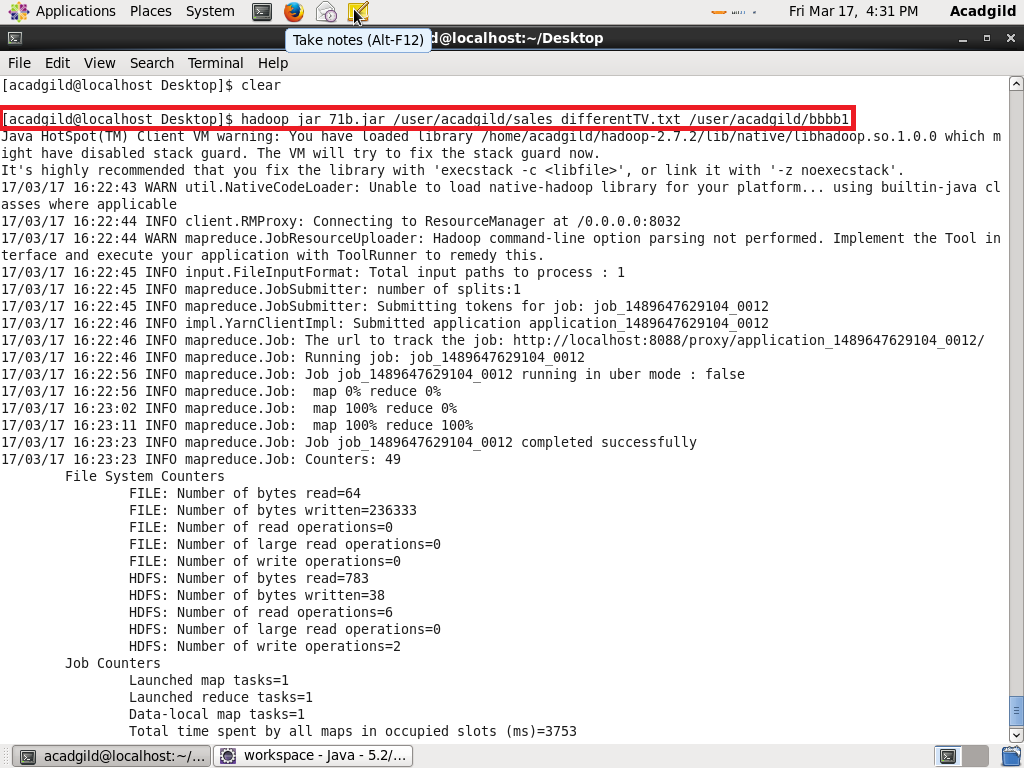 Applications Places System Fri Mar 17, 4:31 PM Acadgild
Take notes (Alt-F12)
d@localhost:~/Desktop
File Edit View Search Terminal Help
[acadgild@localhost Desktop]$ clear
[acadgild@localhost Desktop]$ hadoop jar 71b.jar /user/acadgild/sales_differentTV.txt /user/acadgild/bbbb1
Java HotSpot(TM) Client VM warning: You have loaded library /home/acadgild/hadoop-2.7.2/lib/native/libhadoop.so.1.0.0 which m
ight have disabled stack guard. The VM will try to fix the stack guard now.
It's highly recommended that you fix the library with 'execstack -c <libfile>', or link it with '-z noexecstack'.
17/03/17 16:22:43 WARN util.NativeCodeLoader: Unable to load native-hadoop library for your platform... using builtin-java cl
asses where applicable
17/03/17 16:22:44 INFO client.RMProxy: Connecting to ResourceManager at /0.0.0.0:8032
17/03/17 16:22:44 WARN mapreduce.JobResourceUploader: Hadoop command-line option parsing not performed. Implement the Tool in
terface and execute your application with ToolRunner to remedy this.
17/03/17 16:22:45 INFO input.FileInputFormat: Total input paths to process : 1
17/03/17 16:22:45 INFO mapreduce.JobSubmitter: number of splits:1
17/03/17 16:22:45 INFO mapreduce.JobSubmitter: Submitting tokens for job: job_1489647629104_0012
17/03/17 16:22:46 INFO impl.YarnClientImpl: Submitted application application_1489647629104_0012
17/03/17 16:22:46 INFO mapreduce.Job: The url to track the job: http://localhost:8088/proxy/application_1489647629104_0012/
17/03/17 16:22:46 INFO mapreduce.Job: Running job: job_1489647629104_0012
17/03/17 16:22:56 INFO mapreduce.Job: Job job_1489647629104_0012 running in uber mode : false
17/03/17 16:22:56 INFO mapreduce.Job:  map 0% reduce 0%
17/03/17 16:23:02 INFO mapreduce.Job:  map 100% reduce 0%
17/03/17 16:23:11 INFO mapreduce.Job:  map 100% reduce 100%
17/03/17 16:23:23 INFO mapreduce.Job: Job job_1489647629104_0012 completed successfully
17/03/17 16:23:23 INFO mapreduce.Job: Counters: 49
File System Counters
FILE: Number of bytes read=64
FILE: Number of bytes written=236333
FILE: Number of read operations=0
FILE: Number of large read operations=0
FILE: Number of write operations=0
HDFS: Number of bytes read=783
HDFS: Number of bytes written=38
HDFS: Number of read operations=6
HDFS: Number of large read operations=0
HDFS: Number of write operations=2
Job Counters
Launched map tasks=1
Launched reduce tasks=1
Data-local map tasks=1
Total time spent by all maps in occupied slots (ms)=3753
acadgild@localhost:~/... workspace - Java - 5.2/...